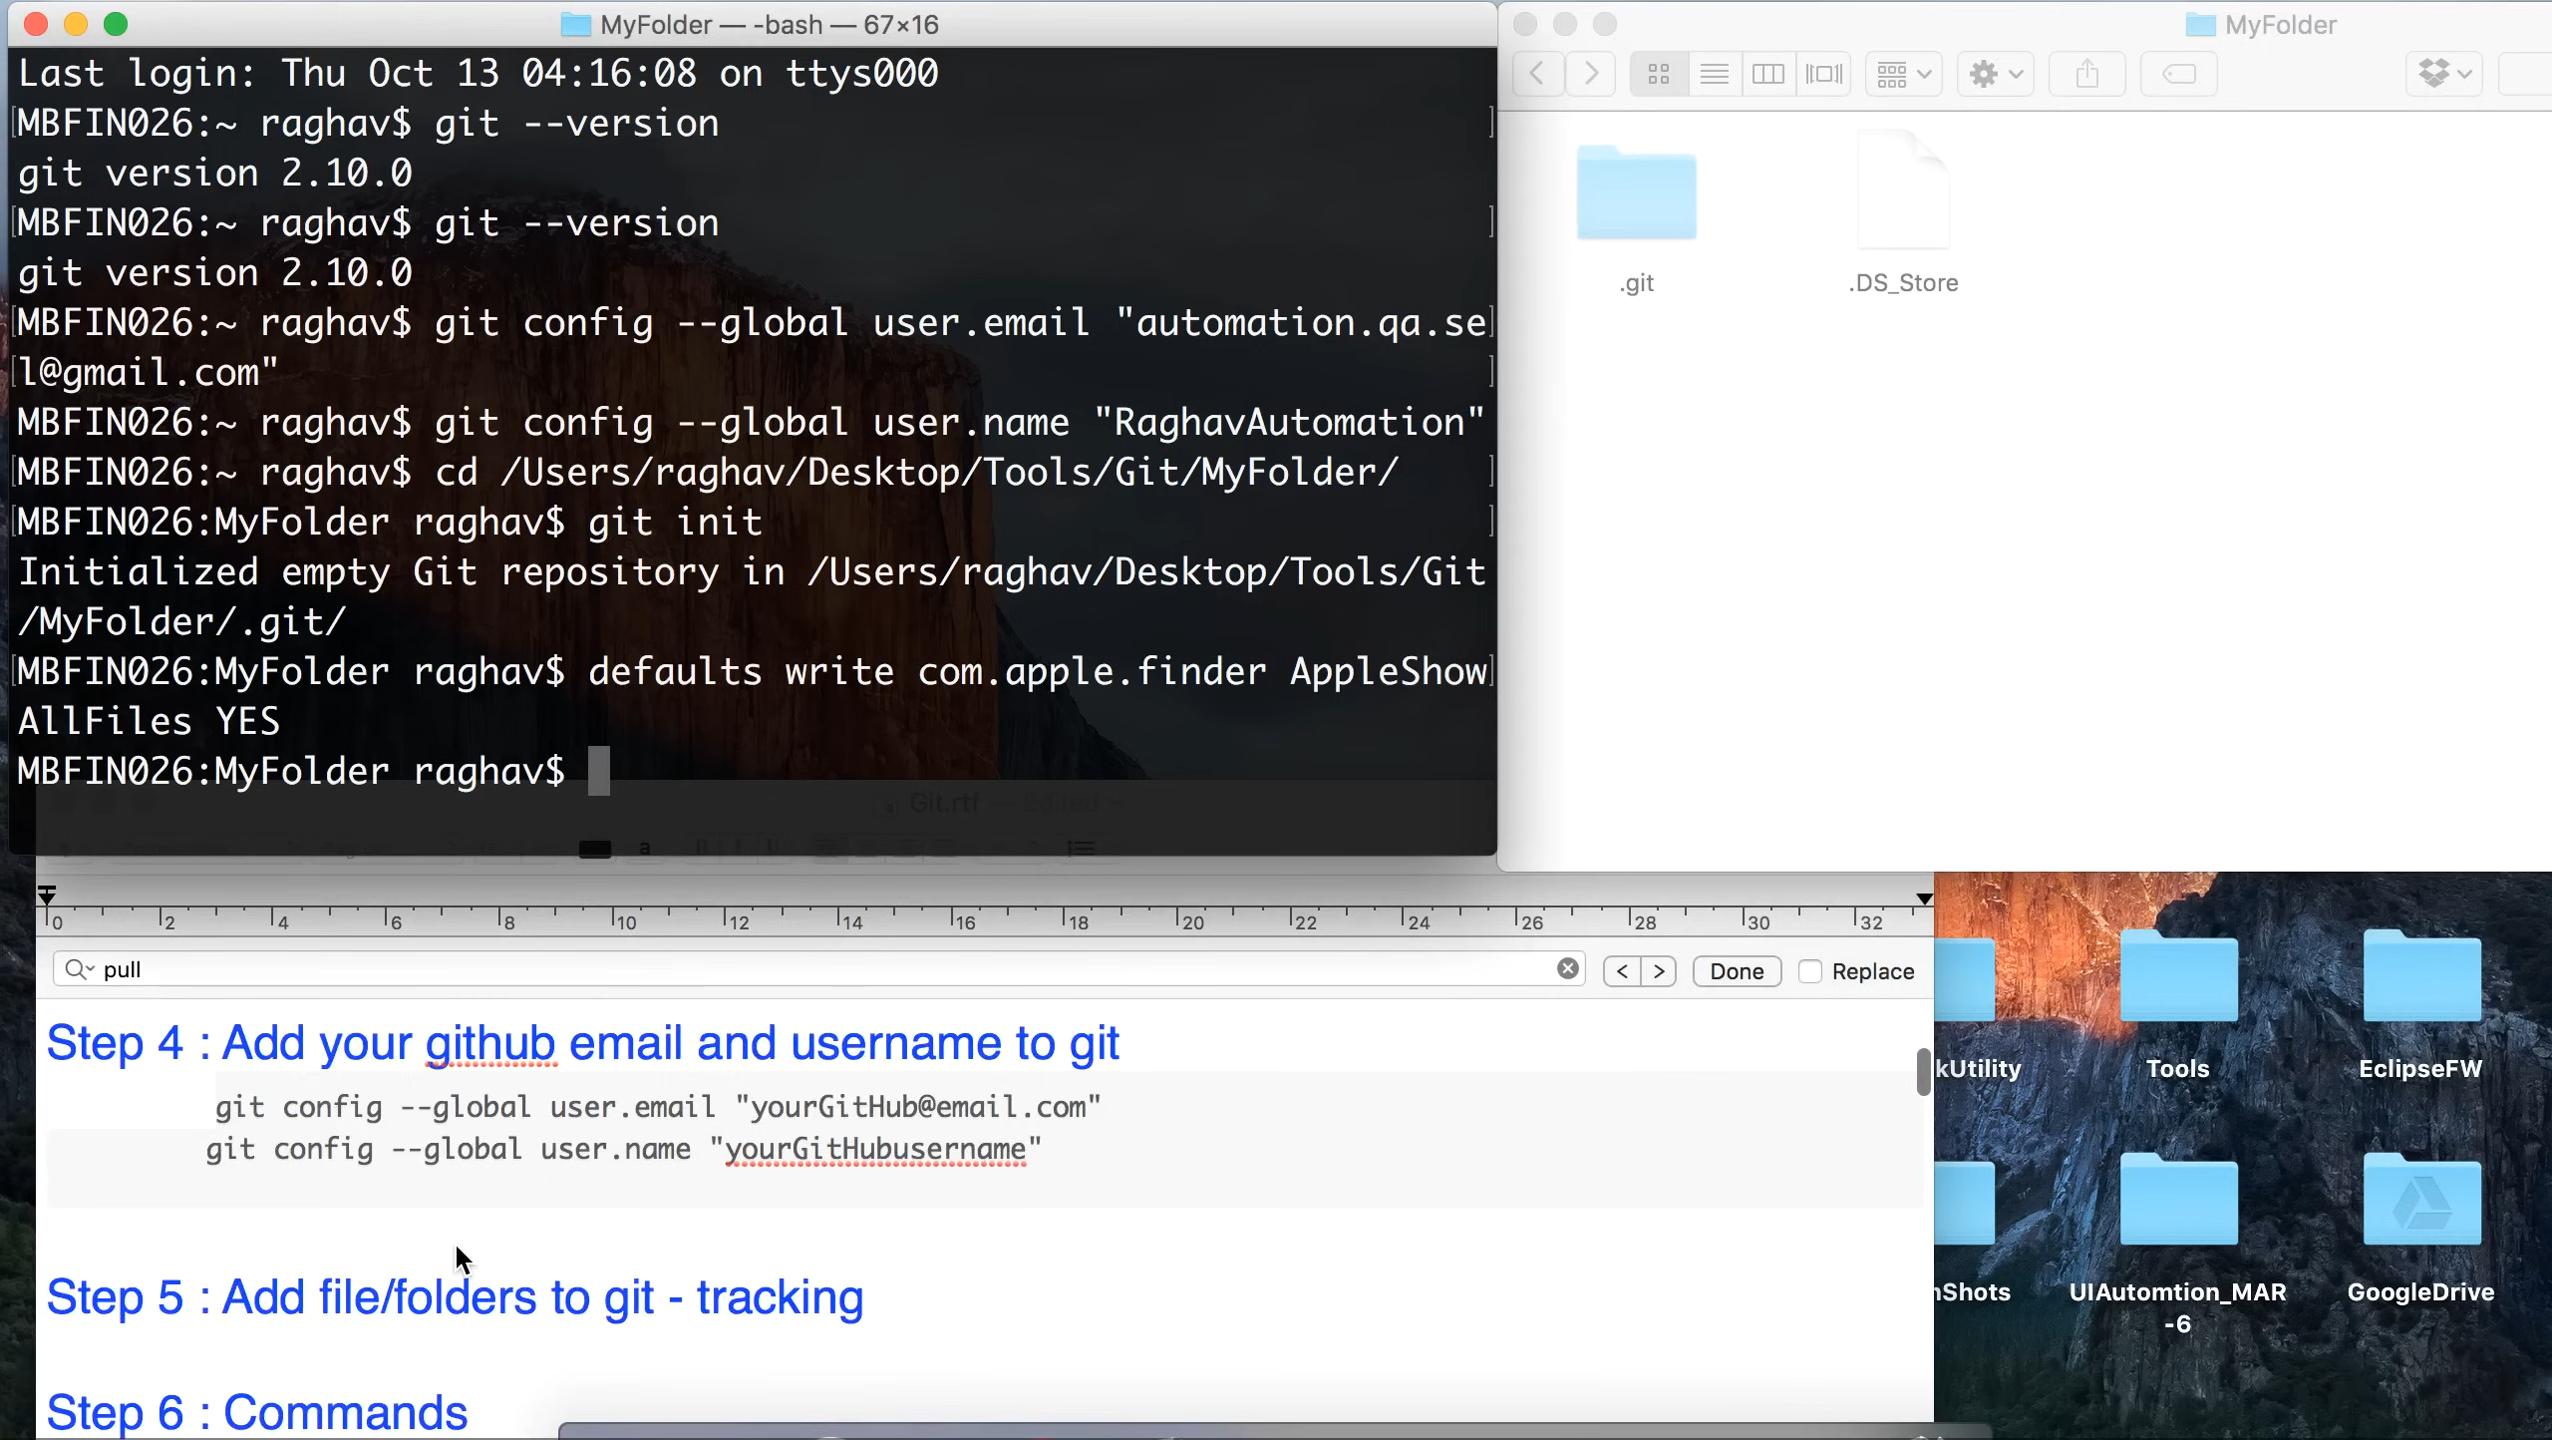 MyFolder — -bash — 67×16
Last login: Thu Oct 13 04:16:08 on ttys000
[MBFIN026:~ raghav$ git --version ]
git version 2.10.0
[MBFIN026:~ raghav$ git --version ]
git version 2.10.0
[MBFIN026:~ raghav$ git config --global user.email "automation.qa.se]
[l@gmail.com" ]
MBFIN026:~ raghav$ git config --global user.name "RaghavAutomation"
[MBFIN026:~ raghav$ cd /Users/raghav/Desktop/Tools/Git/MyFolder/ ]
[MBFIN026:MyFolder raghav$ git init ]
Initialized empty Git repository in /Users/raghav/Desktop/Tools/Git
/MyFolder/.git/
[MBFIN026:MyFolder raghav$ defaults write com.apple.finder AppleShow]
AllFiles YES
MBFIN026:MyFolder raghav$
MyFolder
.git
.DS_Store
Git.rtf — Edited
a
0 2 4 6 8 10 12 14 16 18 20 22 24 26 28 30 32
pull
< > Done Replace
Step 4 : Add your github email and username to git
git config --global user.email "yourGitHub@email.com"
git config --global user.name "yourGitHubusername"
Step 5 : Add file/folders to git - tracking
Step 6 : Commands
kUtility
Tools
EclipseFW
nShots
UIAutomtion_MAR
-6
GoogleDrive